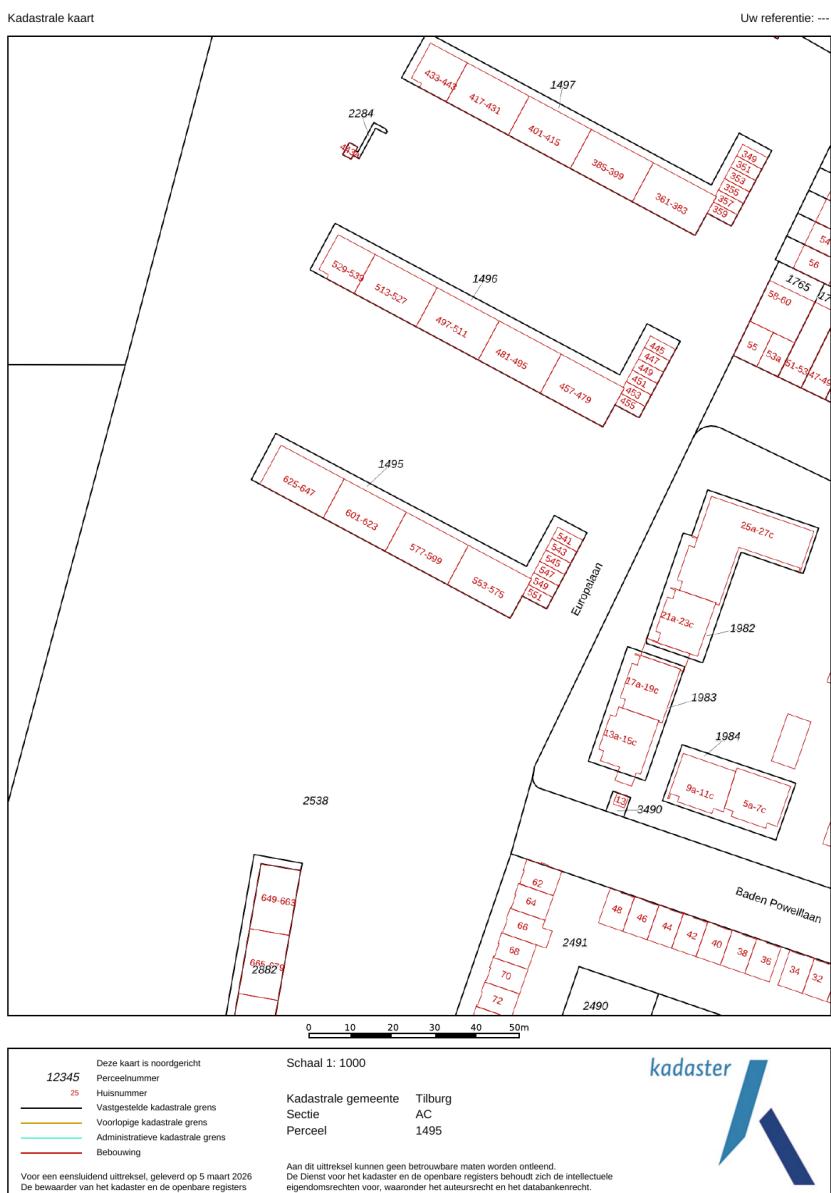 Kadastrale kaart
Uw referentie: ---
433-443
417-431
401-415
385-399
361-383
1497
349
351
353
355
357
359
2284
54
56
1765
58-60
55
53a
51-53
47-49
529-539
513-527
497-511
481-495
457-479
1496
445
447
449
451
453
455
625-647
601-623
577-599
553-575
1495
541
543
545
547
549
551
Europalaan
25a-27c
21a-23c
1982
17a-19c
1983
13a-15c
1984
9a-11c
5a-7c
13
3490
2538
649-663
2882
62
64
66
68
70
72
2491
48
46
44
42
40
38
36
34
32
Baden Powelllaan
2490
0 10 20 30 40 50m
Deze kaart is noordgericht
12345 Perceelnummer
25 Huisnummer
Vastgestelde kadastrale grens
Voorlopige kadastrale grens
Administratieve kadastrale grens
Bebouwing
Voor een eensluidend uittreksel, geleverd op 5 maart 2026
De bewaarder van het kadaster en de openbare registers
Schaal 1: 1000
Kadastrale gemeente Tilburg
Sectie AC
Perceel 1495
Aan dit uittreksel kunnen geen betrouwbare maten worden ontleend.
De Dienst voor het kadaster en de openbare registers behoudt zich de intellectuele
eigendomsrechten voor, waaronder het auteursrecht en het databankenrecht.
kadaster